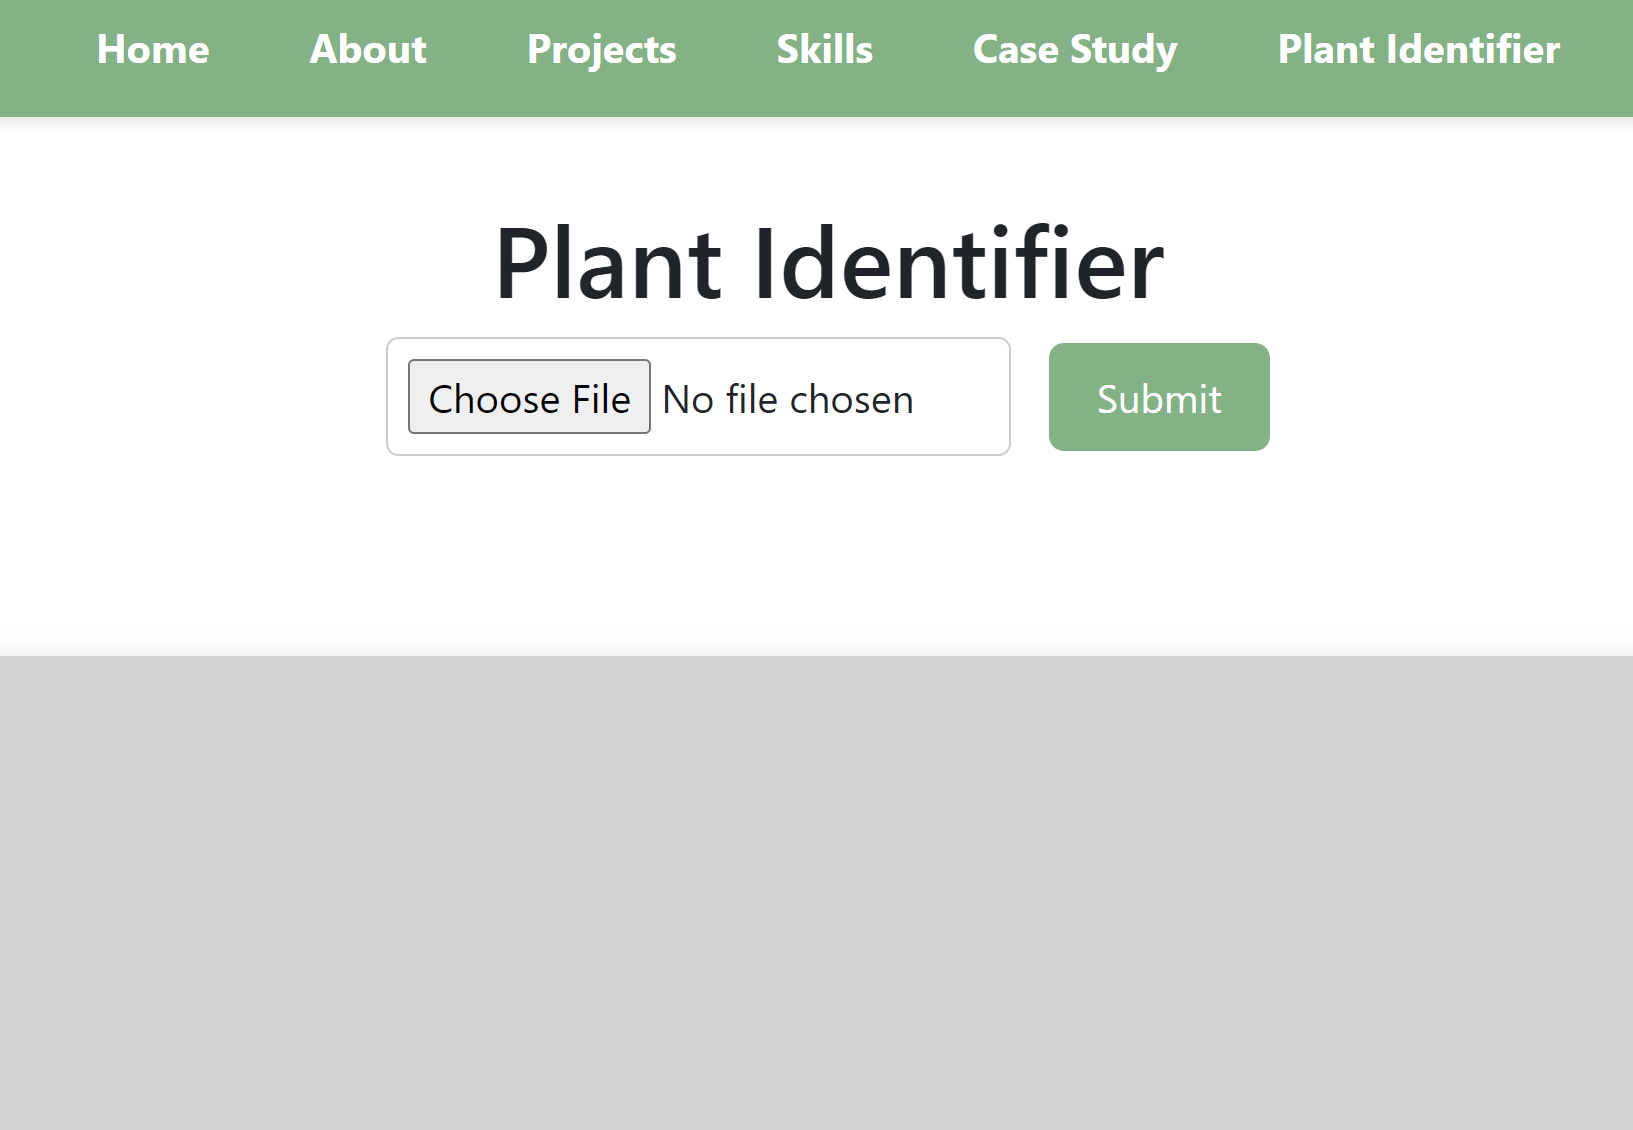 Home About Projects Skills Case Study Plant Identifier
Plant Identifier
Choose File No file chosen Submit